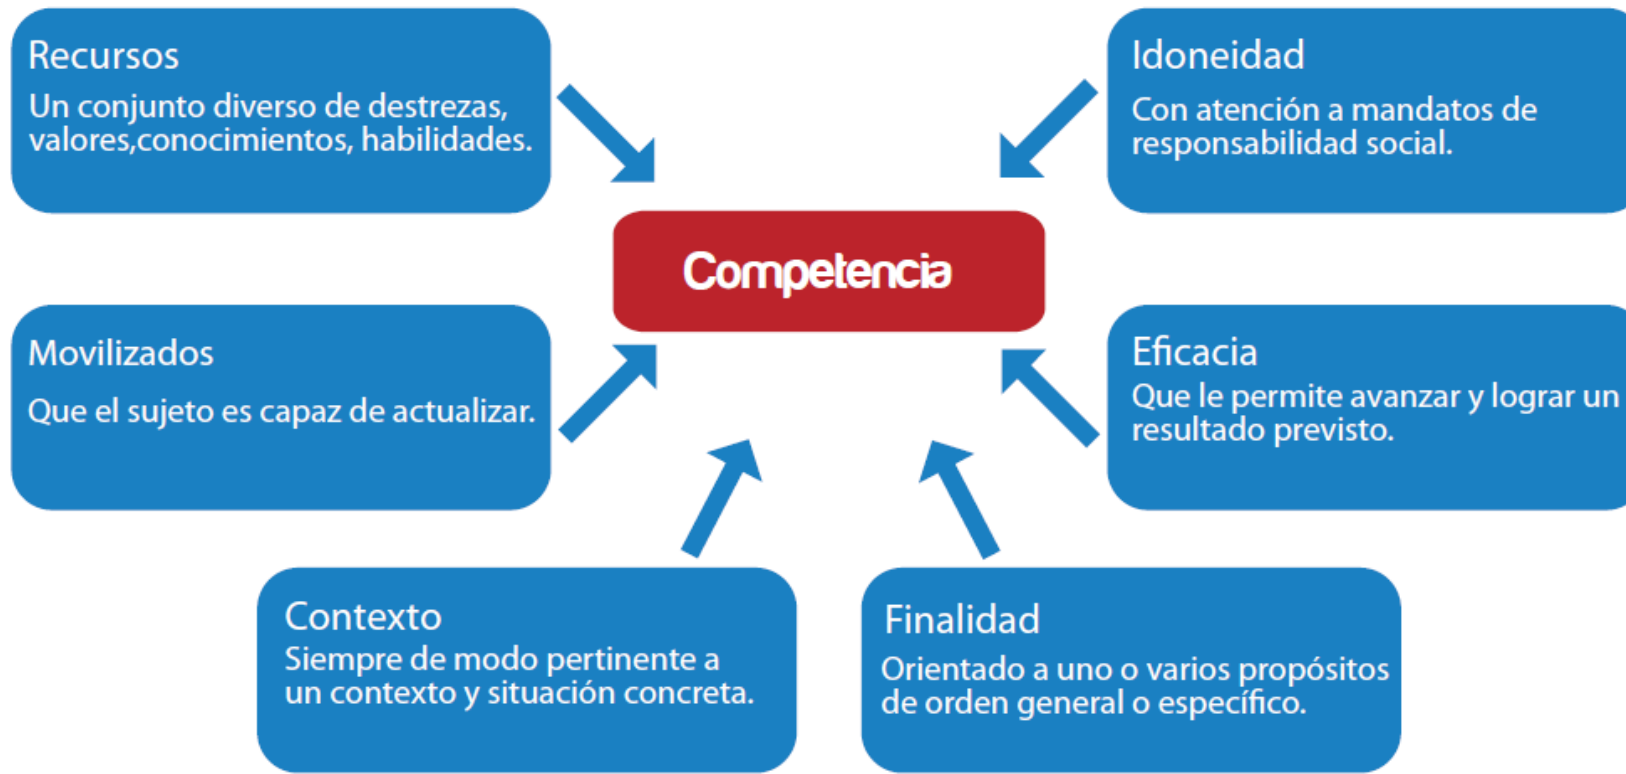 Recursos
Un conjunto diverso de destrezas,
valores,conocimientos, habilidades.
Idoneidad
Con atención a mandatos de
responsabilidad social.
Competencia
Movilizados
Que el sujeto es capaz de actualizar.
Eficacia
Que le permite avanzar y lograr un
resultado previsto.
Contexto
Siempre de modo pertinente a
un contexto y situación concreta.
Finalidad
Orientado a uno o varios propósitos
de orden general o específico.